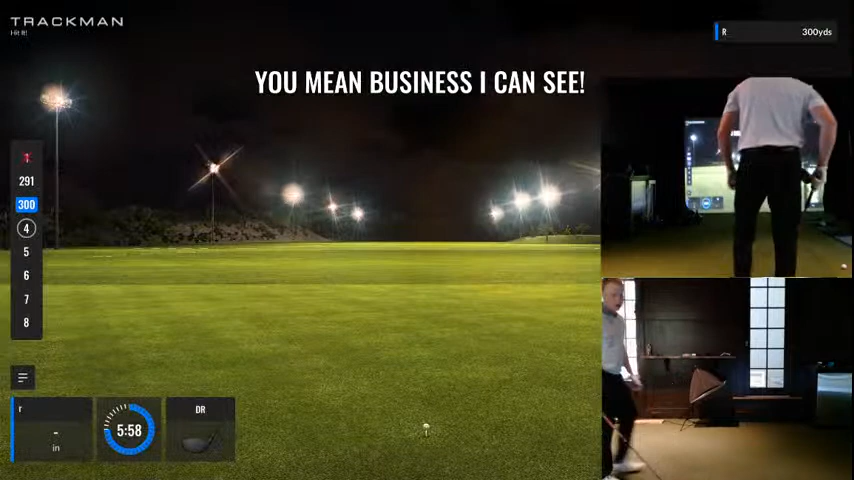 TRACKMAN
Hit It!
R 300yds
YOU MEAN BUSINESS I CAN SEE!
1
291
300
4
5
6
7
8
r
-
in
5:58
DR